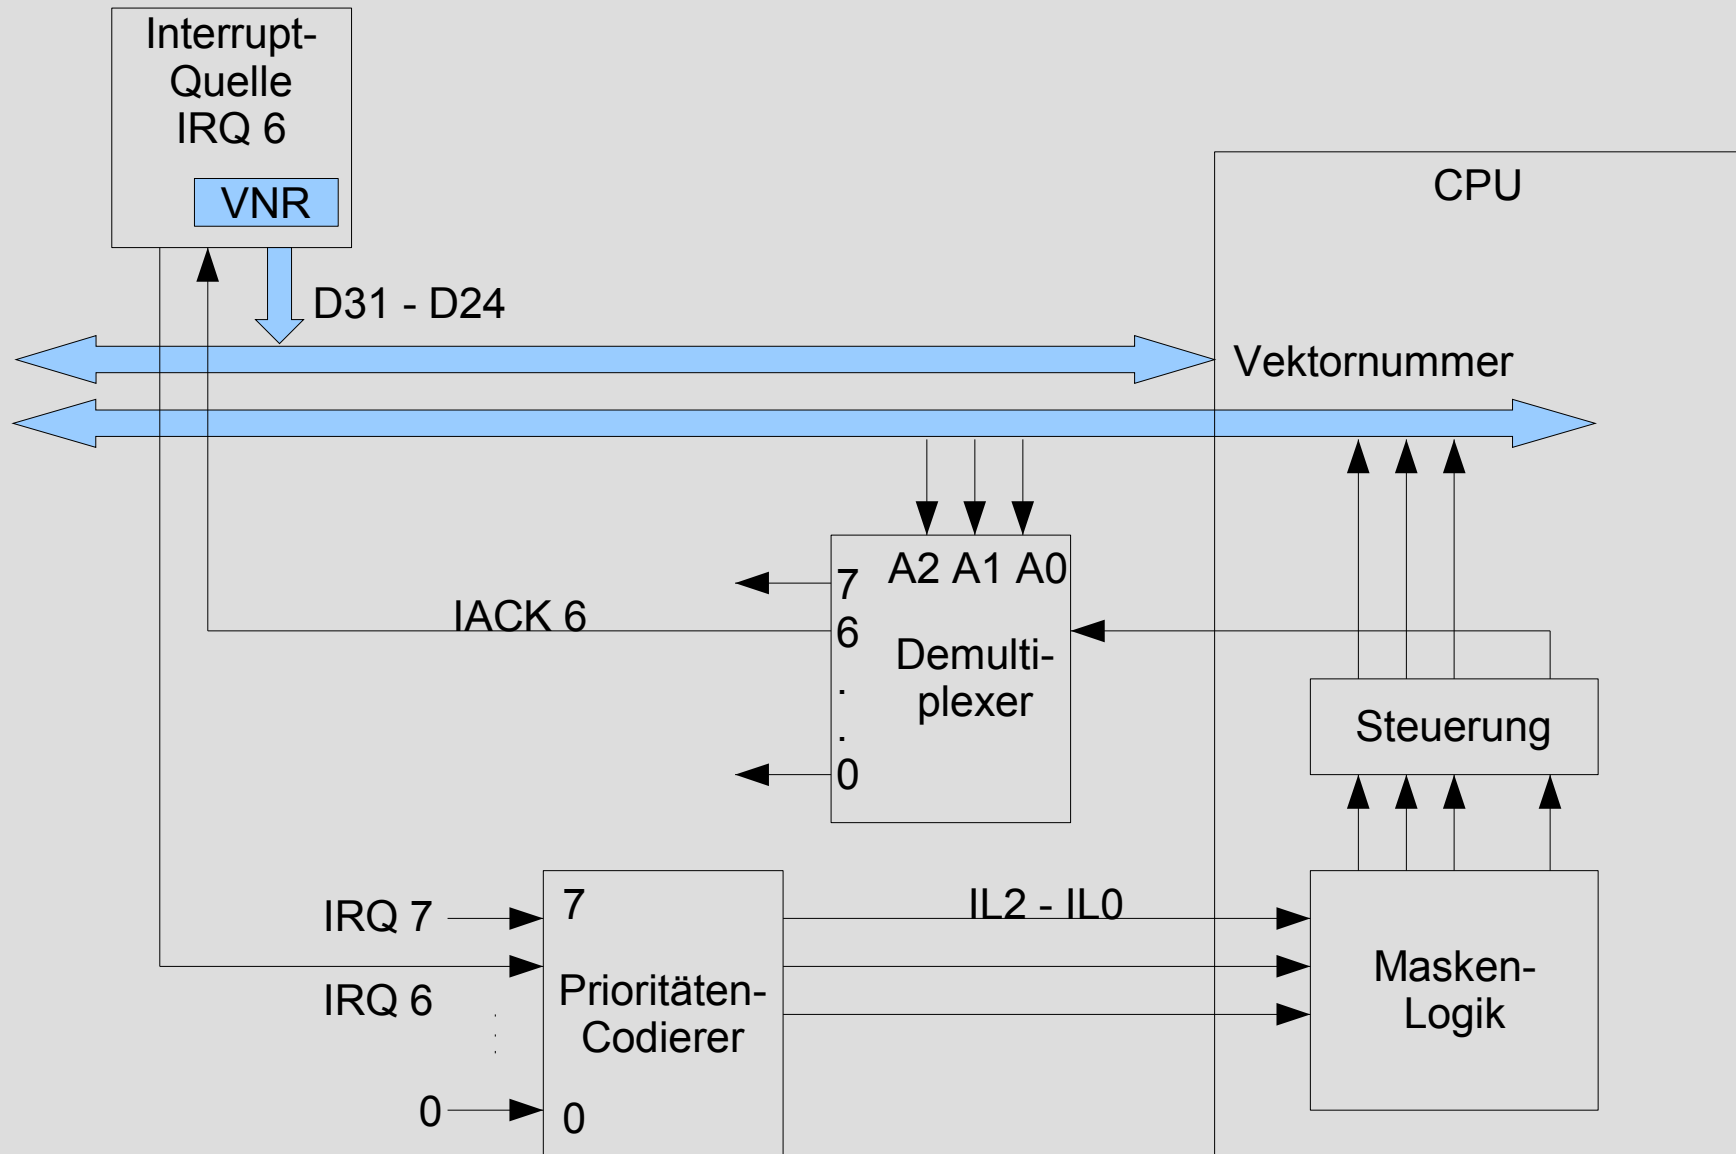 Interrupt-
Quelle
IRQ 6
VNR
CPU
D31 - D24
Vektornummer
A2 A1 A0
7
6
.
.
0
IACK 6
Demulti-
plexer
Steuerung
IRQ 7
IRQ 6
.
.
.
0
7
Prioritäten-
Codierer
0
IL2 - IL0
Masken-
Logik